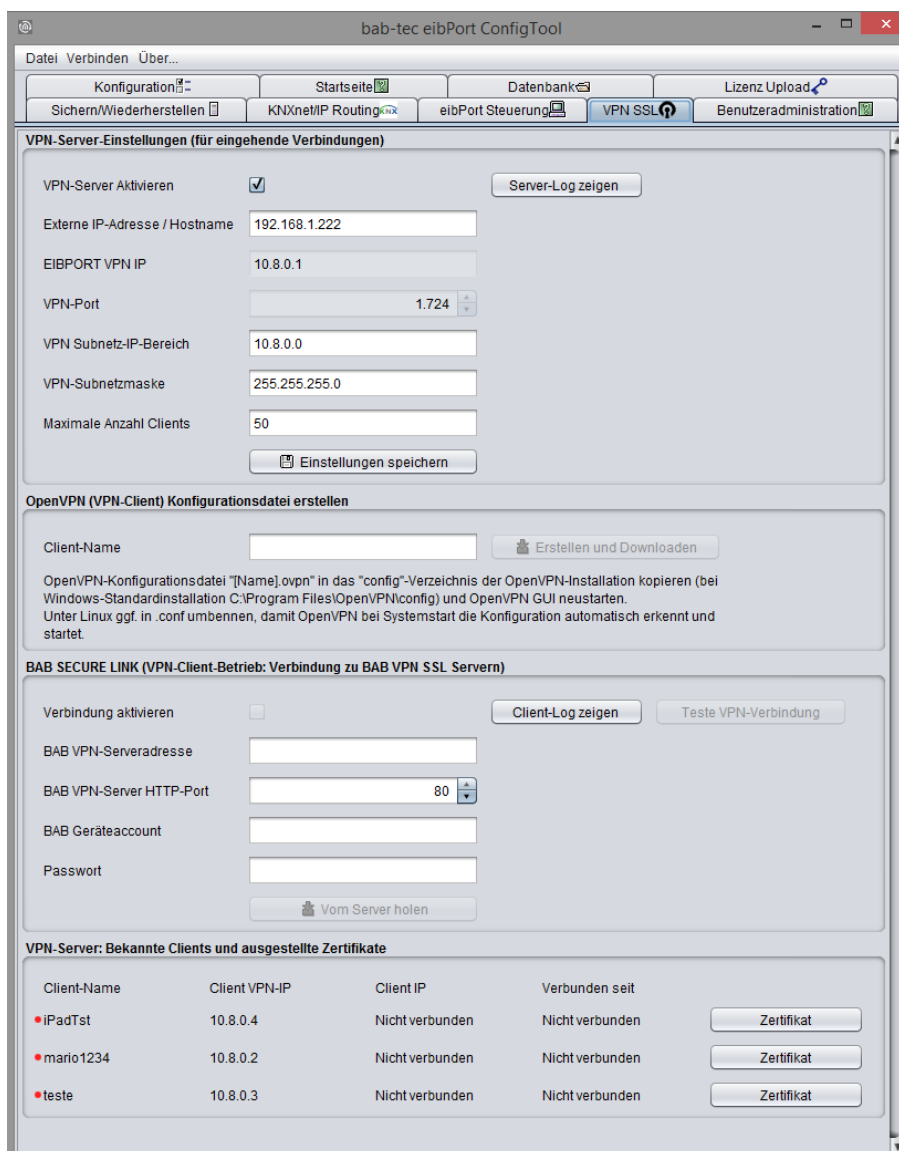 bab-tec eibPort ConfigTool
Datei Verbinden Über...
Konfiguration Startseite Datenbank Lizenz Upload
Sichern/Wiederherstellen KNXnet/IP Routing KNX eibPort Steuerung VPN SSL Benutzeradministration
VPN-Server-Einstellungen (für eingehende Verbindungen)
VPN-Server Aktivieren Server-Log zeigen
Externe IP-Adresse / Hostname 192.168.1.222
EIBPORT VPN IP 10.8.0.1
VPN-Port 1.724
VPN Subnetz-IP-Bereich 10.8.0.0
VPN-Subnetzmaske 255.255.255.0
Maximale Anzahl Clients 50
Einstellungen speichern
OpenVPN (VPN-Client) Konfigurationsdatei erstellen
Client-Name Erstellen und Downloaden
OpenVPN-Konfigurationsdatei "[Name].ovpn" in das "config"-Verzeichnis der OpenVPN-Installation kopieren (bei
Windows-Standardinstallation C:\Program Files\OpenVPN\config) und OpenVPN GUI neustarten.
Unter Linux ggf. in .conf umbennen, damit OpenVPN bei Systemstart die Konfiguration automatisch erkennt und
startet.
BAB SECURE LINK (VPN-Client-Betrieb: Verbindung zu BAB VPN SSL Servern)
Verbindung aktivieren Client-Log zeigen Teste VPN-Verbindung
BAB VPN-Serveradresse
BAB VPN-Server HTTP-Port 80
BAB Geräteaccount
Passwort
Vom Server holen
VPN-Server: Bekannte Clients und ausgestellte Zertifikate
Client-Name Client VPN-IP Client IP Verbunden seit
iPadTst 10.8.0.4 Nicht verbunden Nicht verbunden Zertifikat
mario1234 10.8.0.2 Nicht verbunden Nicht verbunden Zertifikat
teste 10.8.0.3 Nicht verbunden Nicht verbunden Zertifikat